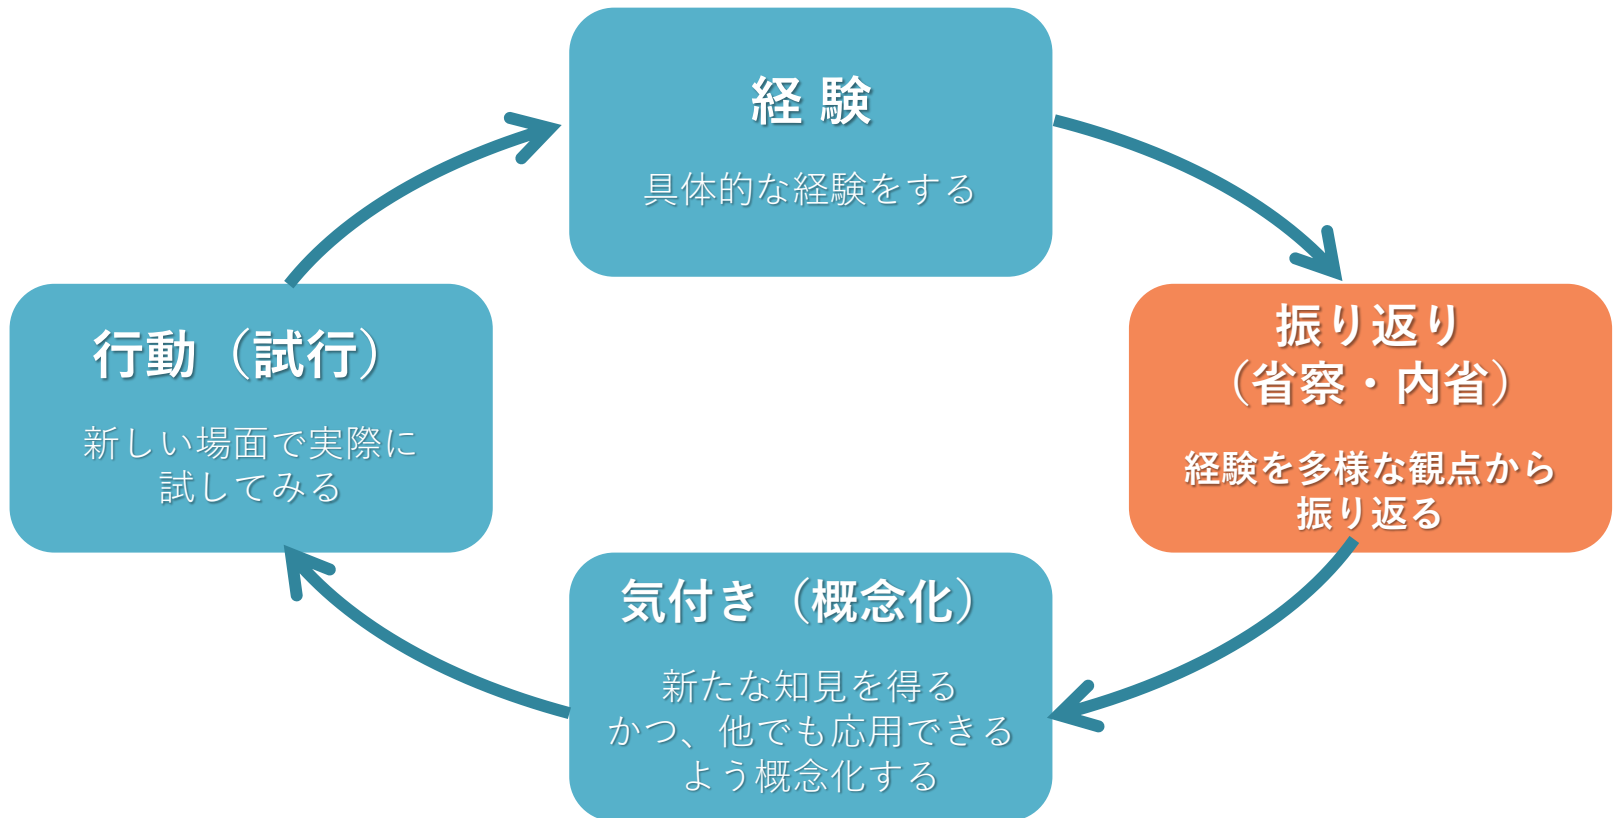 経 験
具体的な経験をする
振り返り
（省察・内省）
経験を多様な観点から
振り返る
気付き（概念化）
新たな知見を得る
かつ、他でも応用できる
よう概念化する
行動（試行）
新しい場面で実際に
試してみる